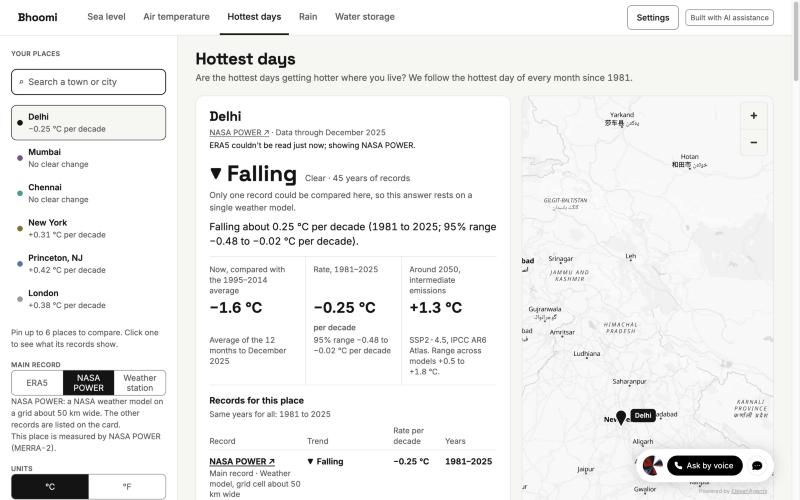 Bhoomi
Sea level
Air temperature
Hottest days
Rain
Water storage
Settings
Built with AI assistance
YOUR PLACES
Search a town or city
Delhi
−0.25 °C per decade
Mumbai
No clear change
Chennai
No clear change
New York
+0.31 °C per decade
Princeton, NJ
+0.42 °C per decade
London
+0.38 °C per decade
Pin up to 6 places to compare. Click one
to see what its records show.
MAIN RECORD
ERA5
NASA
POWER
Weather
station
NASA POWER: a NASA weather model on
a grid about 50 km wide. The other
records are listed on the card.
This place is measured by NASA POWER
(MERRA-2).
UNITS
°C
°F
Hottest days
Are the hottest days getting hotter where you live? We follow the hottest day of every month since 1981.
Delhi
NASA POWER ↗ · Data through December 2025
ERA5 couldn't be read just now; showing NASA POWER.
▼ Falling Clear · 45 years of records
Only one record could be compared here, so this answer rests on a
single weather model.
Falling about 0.25 °C per decade (1981 to 2025; 95% range
−0.48 to −0.02 °C per decade).
Now, compared with
the 1995–2014
average
−1.6 °C
Average of the 12
months to December
2025
Rate, 1981–2025
−0.25 °C
per decade
95% range −0.48 to
−0.02 °C per decade
Around 2050,
intermediate
emissions
+1.3 °C
SSP2-4.5, IPCC AR6
Atlas. Range across
models +0.5 to
+1.8 °C.
Records for this place
Same years for all: 1981 to 2025
Record Trend Rate per
decade Years
NASA POWER ↗ ▼ Falling −0.25 °C 1981–2025
Main record · Weather
model, grid cell about 50
km wide
+
−
Yarkand
莎车县
Hotan
和田市
GILGIT-BALTISTAN
Srinagar
Leh
bad
JAMMU AND
KASHMIR
Gujranwala
HIMACHAL
PRADESH
bad
Amritsar
Ludhiana
Saharanpur
KARNALI
PROVINCE
Delhi
Aligarh
Jaipur
Gwalior
Ask by voice
Powered by ElevenAgents